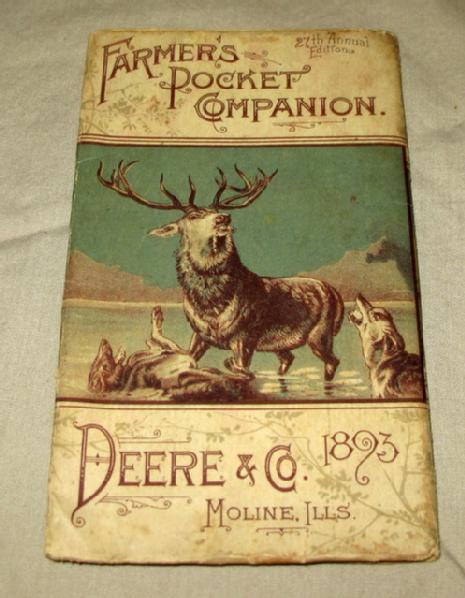 FARMER'S
POCKET
COMPANION.
27th Annual
Edition
DEERE & CO. 1893
MOLINE, ILLS.